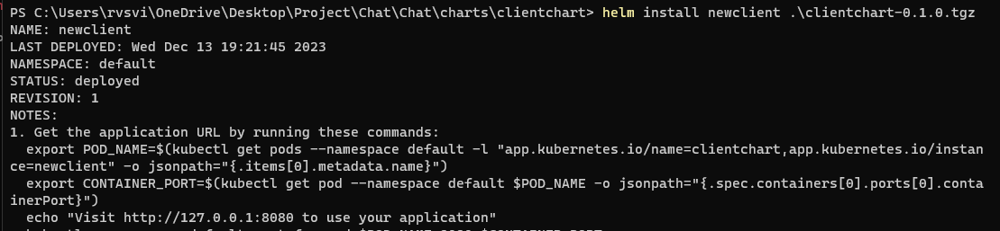 PS C:\Users\rvsvi\OneDrive\Desktop\Project\Chat\Chat\charts\clientchart> helm install newclient .\clientchart-0.1.0.tgz
NAME: newclient
LAST DEPLOYED: Wed Dec 13 19:21:45 2023
NAMESPACE: default
STATUS: deployed
REVISION: 1
NOTES:
1. Get the application URL by running these commands:
  export POD_NAME=$(kubectl get pods --namespace default -l "app.kubernetes.io/name=clientchart,app.kubernetes.io/instan
ce=newclient" -o jsonpath="{.items[0].metadata.name}")
  export CONTAINER_PORT=$(kubectl get pod --namespace default $POD_NAME -o jsonpath="{.spec.containers[0].ports[0].conta
inerPort}")
  echo "Visit http://127.0.0.1:8080 to use your application"